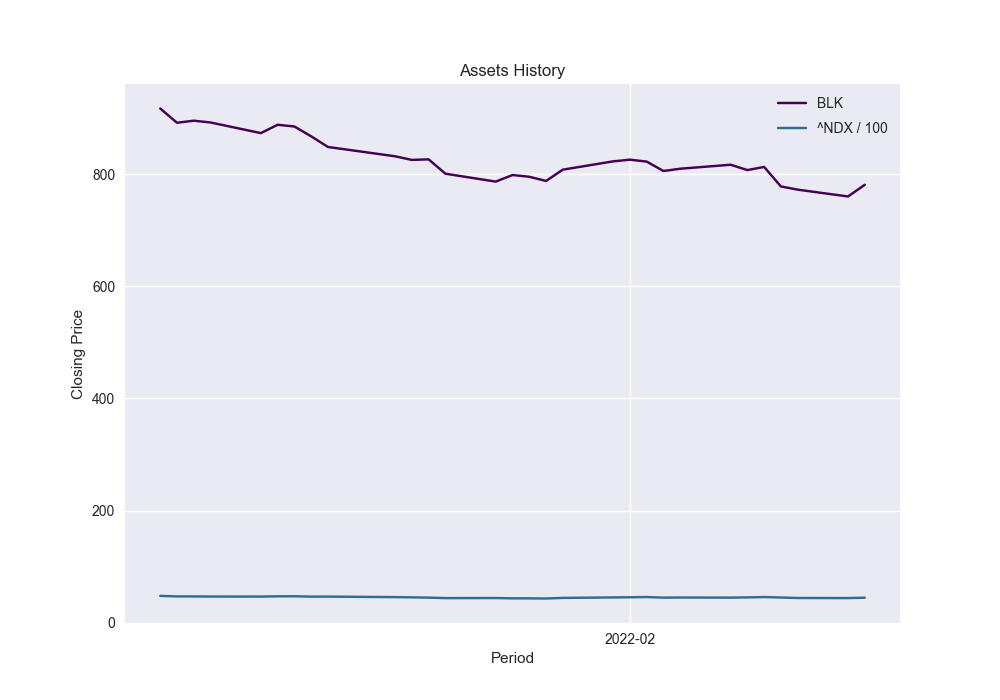 Assets History
BLK
^NDX / 100
800
600
400
200
0
Closing Price
2022-02
Period